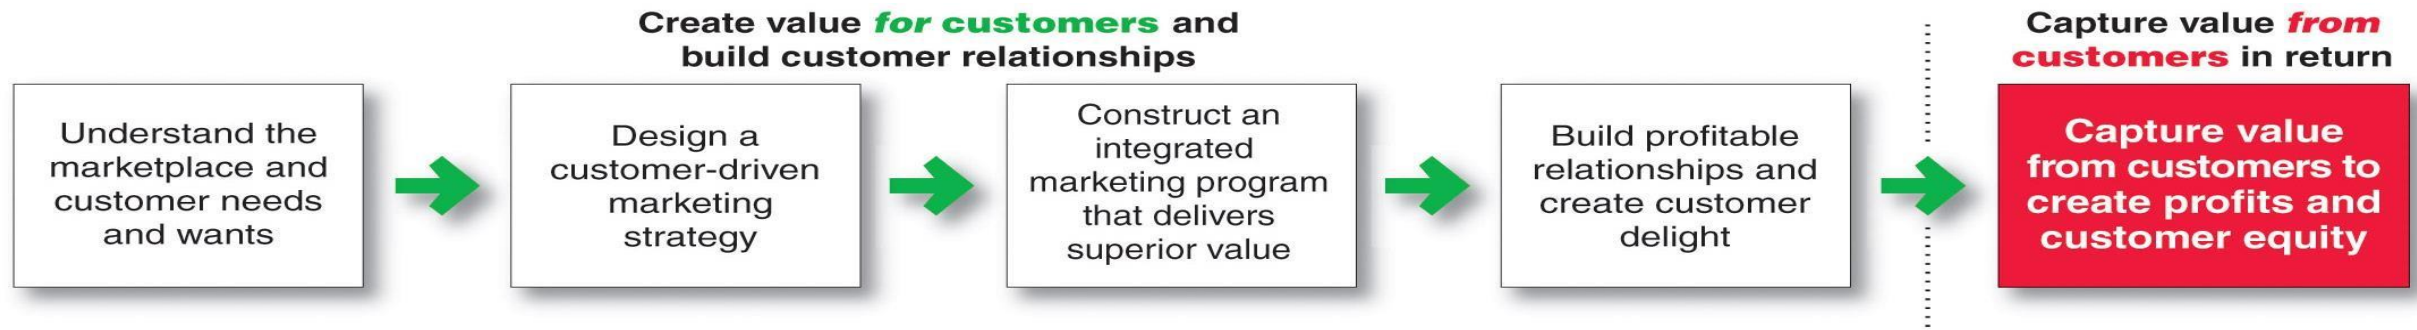 Create value for customers and
build customer relationships
Capture value from
customers in return
Understand the
marketplace and
customer needs
and wants
Design a
customer-driven
marketing
strategy
Construct an
integrated
marketing program
that delivers
superior value
Build profitable
relationships and
create customer
delight
Capture value
from customers to
create profits and
customer equity